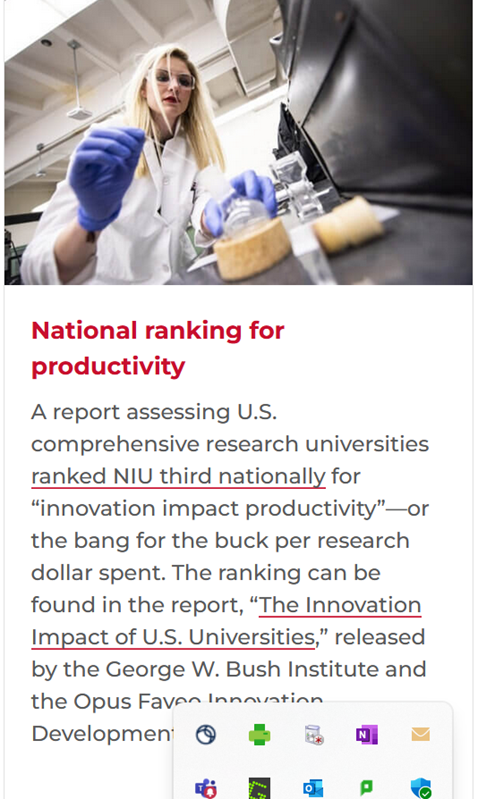 National ranking for
productivity
A report assessing U.S.
comprehensive research universities
ranked NIU third nationally for
“innovation impact productivity”—or
the bang for the buck per research
dollar spent. The ranking can be
found in the report, “The Innovation
Impact of U.S. Universities,” released
by the George W. Bush Institute and
the Opus Faveo Innovation
Development